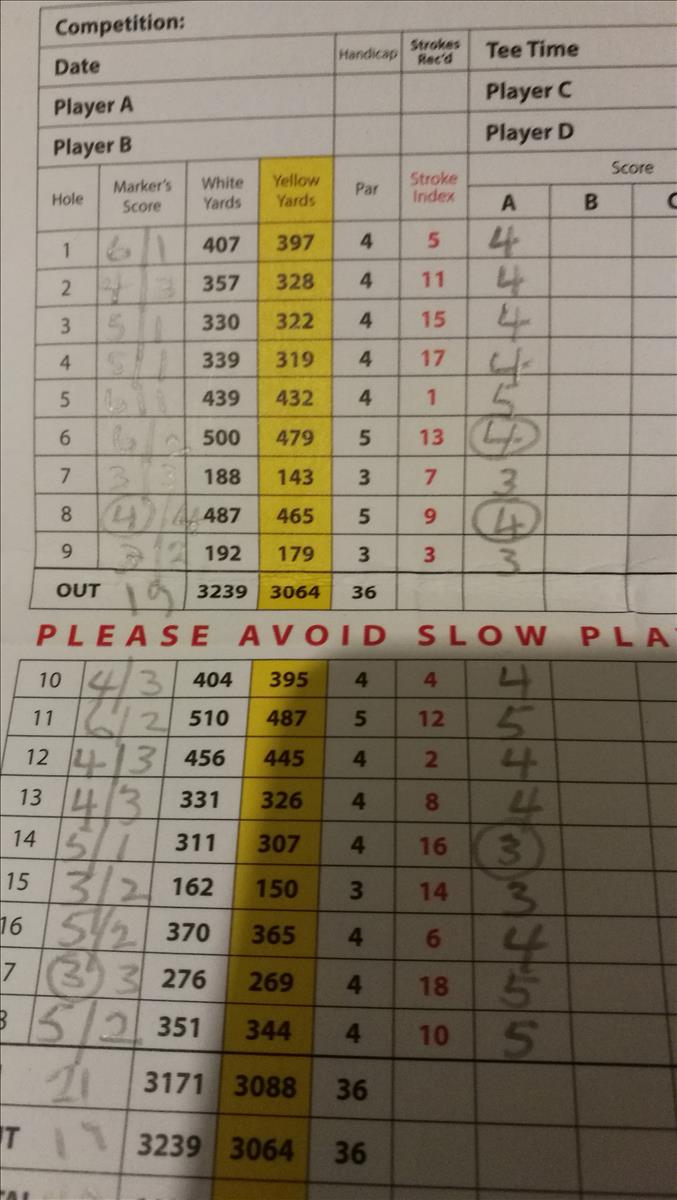 Competition:
Date Handicap Strokes Rec'd Tee Time
Player A Player C
Player B Player D
Hole Marker's Score White Yards Yellow Yards Par Stroke Index Score
A B C
1 6/1 407 397 4 5 4
2 4/3 357 328 4 11 4
3 5/1 330 322 4 15 4
4 5/1 339 319 4 17 4
5 6/1 439 432 4 1 5
6 6/2 500 479 5 13 4
7 3/3 188 143 3 7 3
8 4/4 487 465 5 9 4
9 3/2 192 179 3 3 3
OUT 19 3239 3064 36
PLEASE AVOID SLOW PLA
10 4/3 404 395 4 4 4
11 6/2 510 487 5 12 5
12 4/3 456 445 4 2 4
13 4/3 331 326 4 8 4
14 5/1 311 307 4 16 3
15 3/2 162 150 3 14 3
16 5/2 370 365 4 6 4
7 3/3 276 269 4 18 5
8 5/2 351 344 4 10 5
21 3171 3088 36
UT 19 3239 3064 36